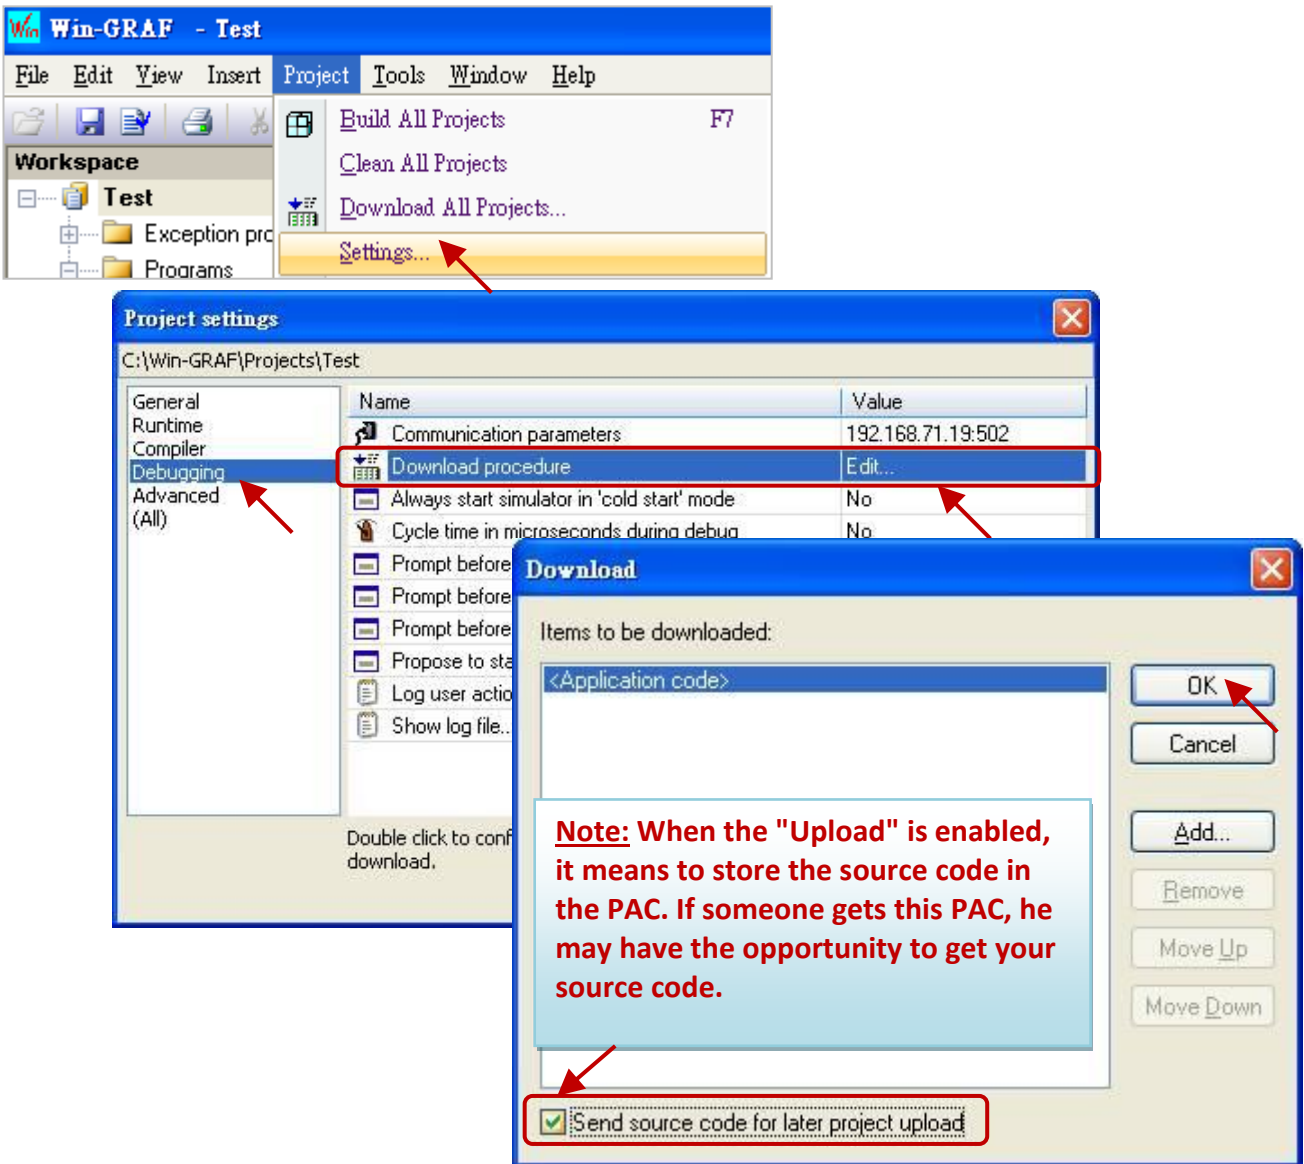 Win Win-GRAF - Test
File Edit View Insert Project Tools Window Help
Build All Projects F7
Workspace
Clean All Projects
Test
Download All Projects...
Exception pro
Settings...
Programs
Project settings
C:\Win-GRAF\Projects\Test
General
Runtime
Compiler
Debugging
Advanced
(All)
Name Value
Communication parameters 192.168.71.19:502
Download procedure Edit...
Always start simulator in 'cold start' mode No
Cycle time in microseconds during debug No
Prompt before
Prompt before
Prompt before
Propose to sta
Log user actio
Show log file..
Double click to conf
download.
Download
Items to be downloaded:
<Application code>
OK
Cancel
Add...
Remove
Move Up
Move Down
Note: When the "Upload" is enabled,
it means to store the source code in
the PAC. If someone gets this PAC, he
may have the opportunity to get your
source code.
Send source code for later project upload